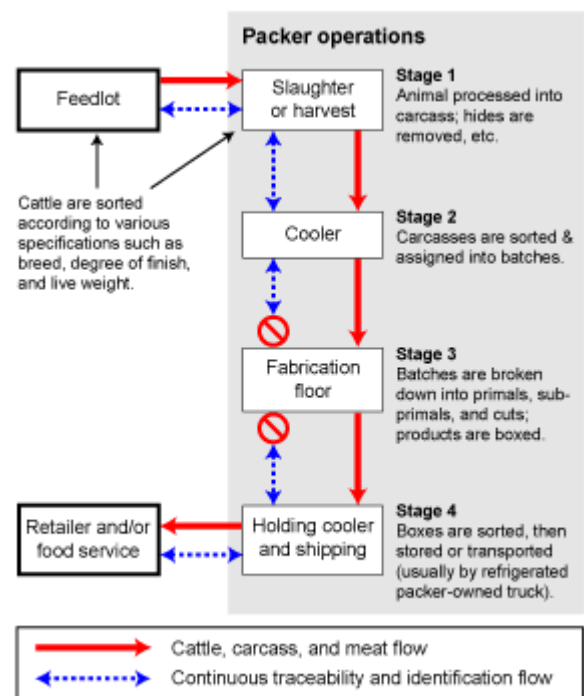 Packer operations
Feedlot
Slaughter
or harvest
Stage 1
Animal processed into
carcass; hides are
removed, etc.
Cattle are sorted
according to various
specifications such as
breed, degree of finish,
and live weight.
Cooler
Stage 2
Carcasses are sorted &
assigned into batches.
Fabrication
floor
Stage 3
Batches are broken
down into primals, sub-
primals, and cuts;
products are boxed.
Retailer and/or
food service
Holding cooler
and shipping
Stage 4
Boxes are sorted, then
stored or transported
(usually by refrigerated
packer-owned truck).
Cattle, carcass, and meat flow
Continuous traceability and identification flow